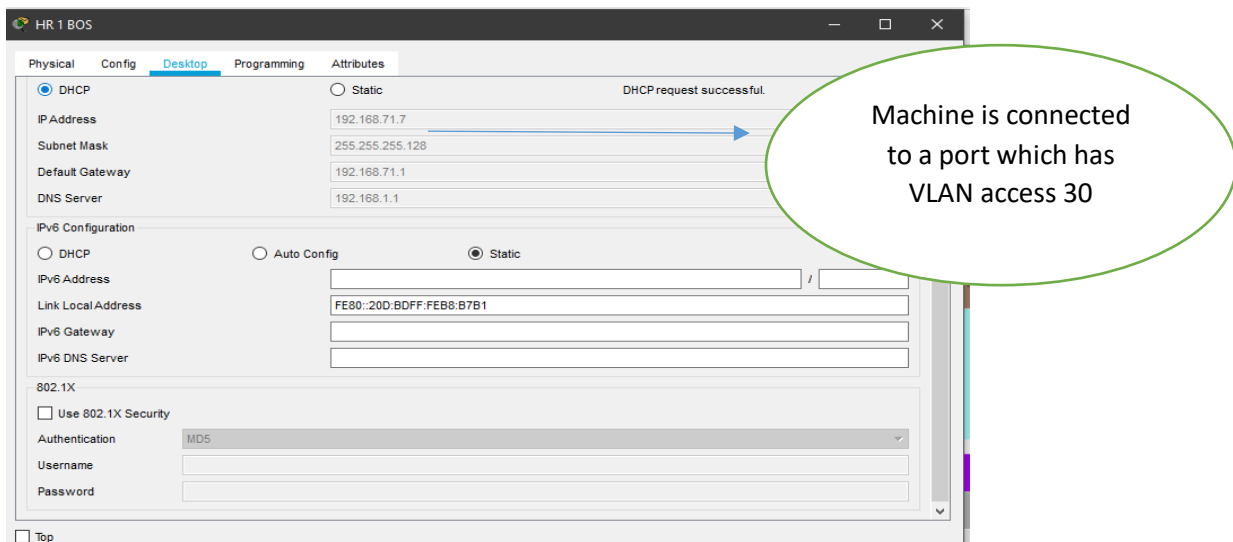 HR 1 BOS
Physical Config Desktop Programming Attributes
DHCP Static DHCP request successful.
IP Address 192.168.71.7
Subnet Mask 255.255.255.128
Default Gateway 192.168.71.1
DNS Server 192.168.1.1
Machine is connected
to a port which has
VLAN access 30
IPv6 Configuration
DHCP Auto Config Static
IPv6 Address /
Link Local Address FE80::20D:BDFF:FEB8:B7B1
IPv6 Gateway
IPv6 DNS Server
802.1X
Use 802.1X Security
Authentication MD5
Username
Password
Top